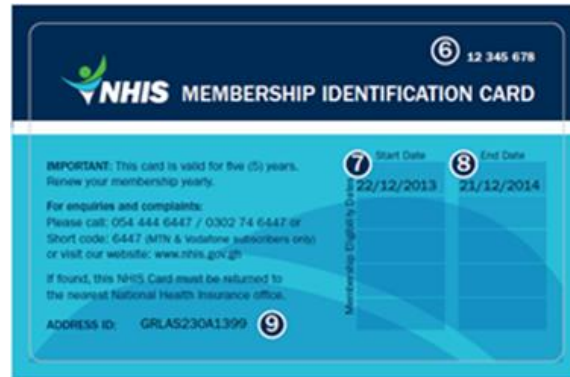 6 12 345 678
NHIS MEMBERSHIP IDENTIFICATION CARD
IMPORTANT: This card is valid for five (5) years.
Renew your membership yearly.
For enquiries and complaints:
Please call: 054 444 6447 / 0302 74 6447 or
Short code: 6447 (MTN & Vodafone subscribers only)
or visit our website: www.nhis.gov.gh
If found, this NHIS Card must be returned to
the nearest National Health Insurance office.
ADDRESS ID: GRLAS230A1399 9
Membership Eligibility Dates
7 Start Date 8 End Date
22/12/2013 21/12/2014